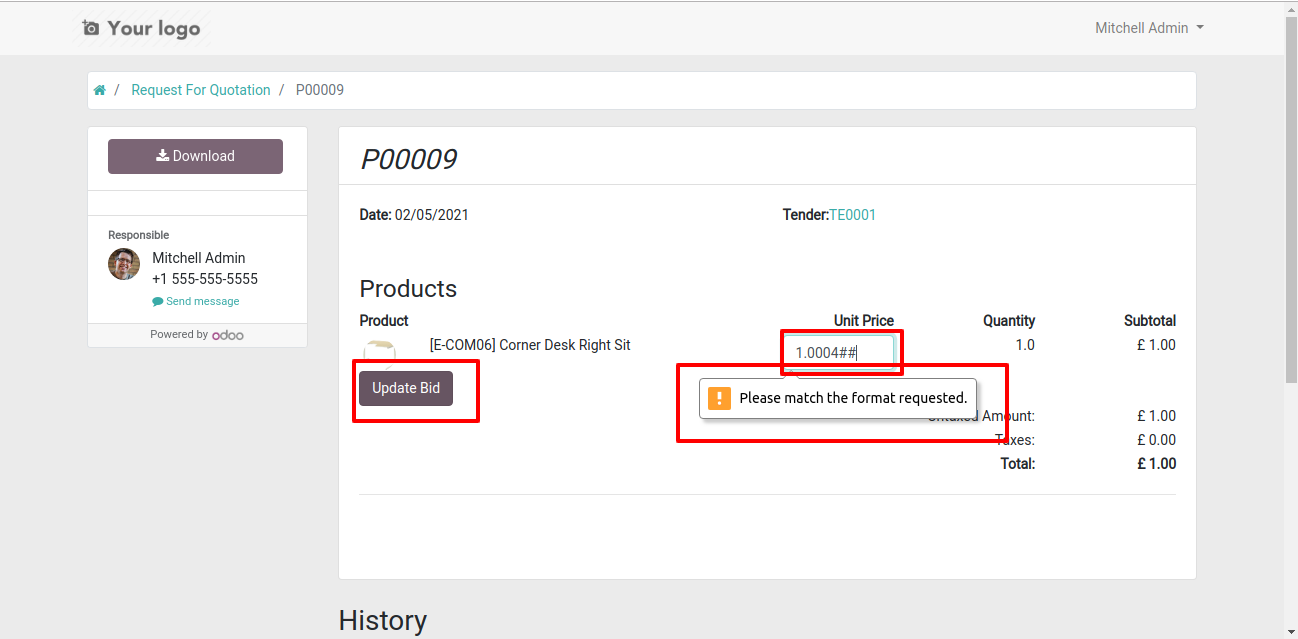 Your logo
Mitchell Admin
/ Request For Quotation / P00009
Download
P00009
Date: 02/05/2021
Tender:TE0001
Responsible
Mitchell Admin
+1 555-555-5555
Send message
Powered by odoo
Products
Product Unit Price Quantity Subtotal
[E-COM06] Corner Desk Right Sit 1.0004## 1.0 £ 1.00
Update Bid
Please match the format requested.
Untaxed Amount: £ 1.00
Taxes: £ 0.00
Total: £ 1.00
History